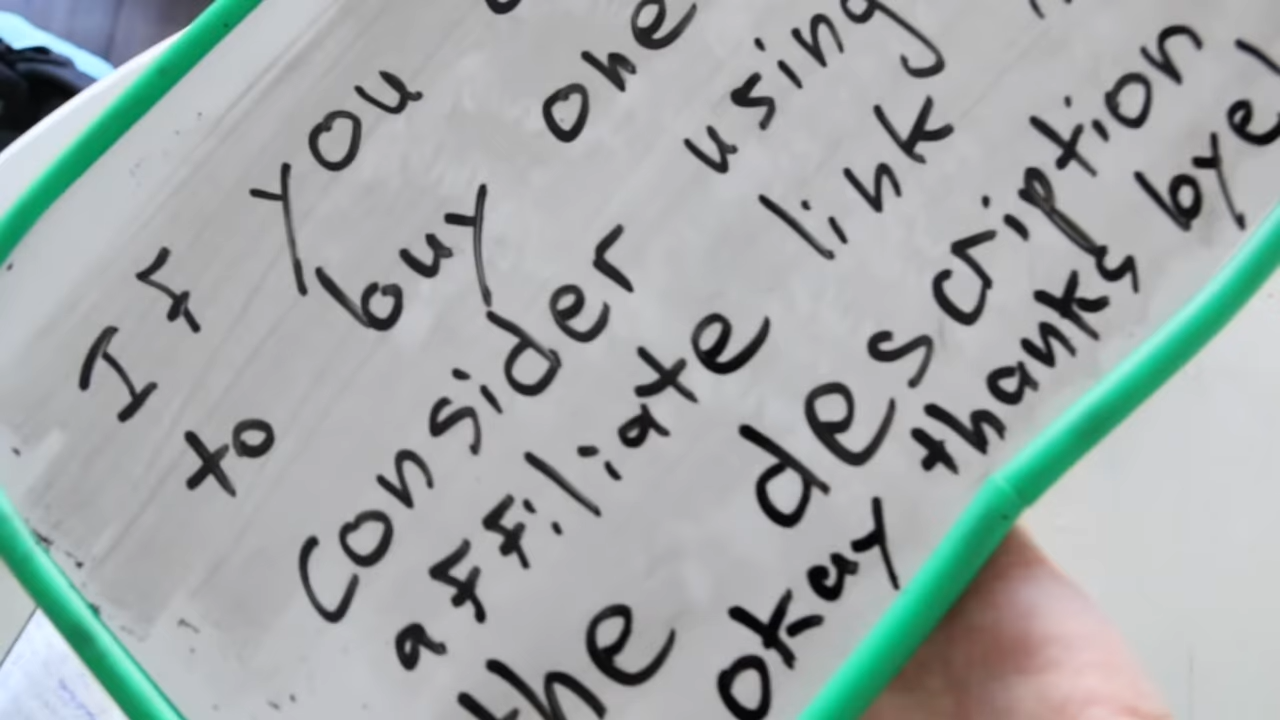 If you
to buy one
consider using
affiliate link
the description
okay thanks bye